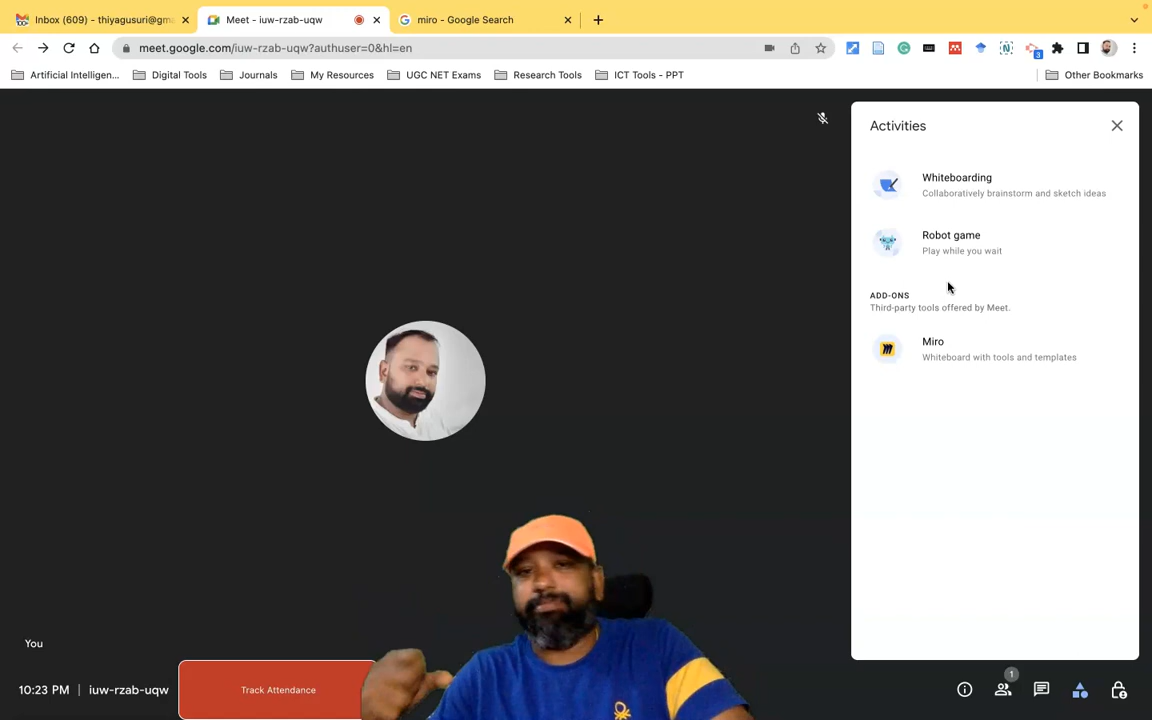 Inbox (609) - thiyagusuri@gma
Meet - iuw-rzab-uqw
miro - Google Search
meet.google.com/iuw-rzab-uqw?authuser=0&hl=en
3
Artificial Intelligen...
Digital Tools
Journals
My Resources
UGC NET Exams
Research Tools
ICT Tools - PPT
Other Bookmarks
Activities
Whiteboarding
Collaboratively brainstorm and sketch ideas
Robot game
Play while you wait
ADD-ONS
Third-party tools offered by Meet.
Miro
Whiteboard with tools and templates
You
10:23 PM | iuw-rzab-uqw
Track Attendance
1